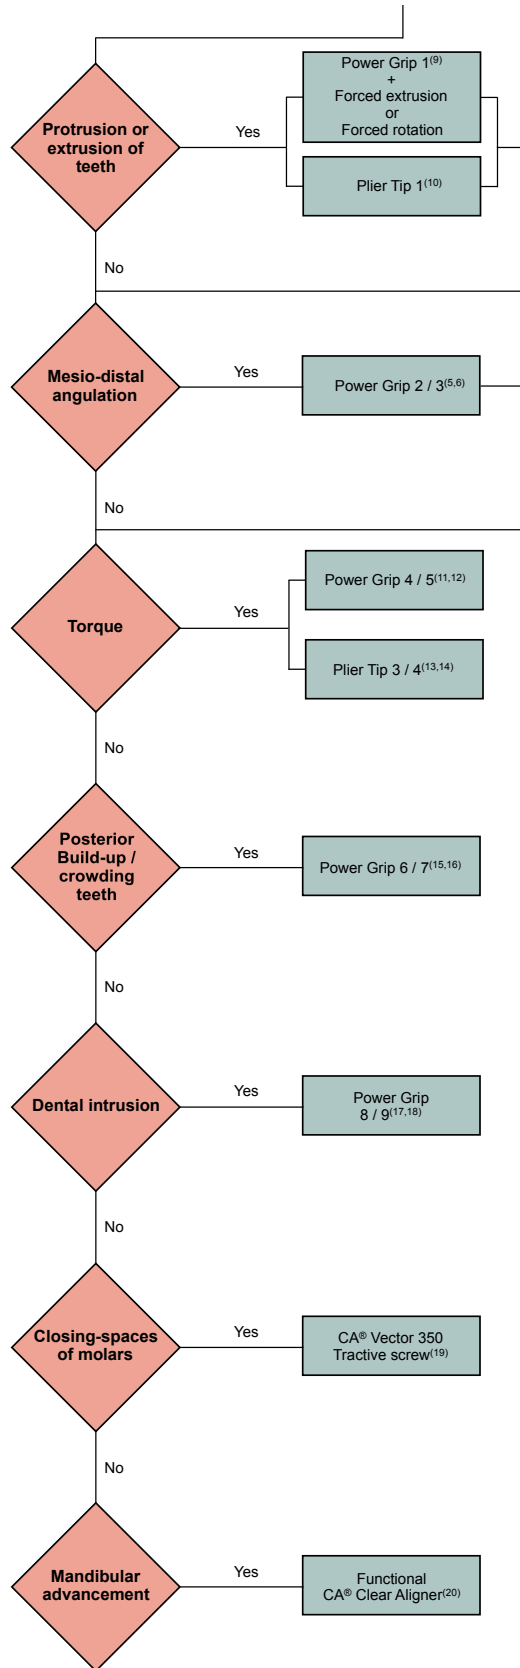 Protrusion or
extrusion of
teeth
Yes
Power Grip 1(9)
+
Forced extrusion
or
Forced rotation
Plier Tip 1(10)
No
Mesio-distal
angulation
Yes
Power Grip 2 / 3(5,6)
No
Torque
Yes
Power Grip 4 / 5(11,12)
Plier Tip 3 / 4(13,14)
No
Posterior
Build-up /
crowding
teeth
Yes
Power Grip 6 / 7(15,16)
No
Dental intrusion
Yes
Power Grip
8 / 9(17,18)
No
Closing-spaces
of molars
Yes
CA® Vector 350
Tractive screw(19)
No
Mandibular
advancement
Yes
Functional
CA® Clear Aligner(20)